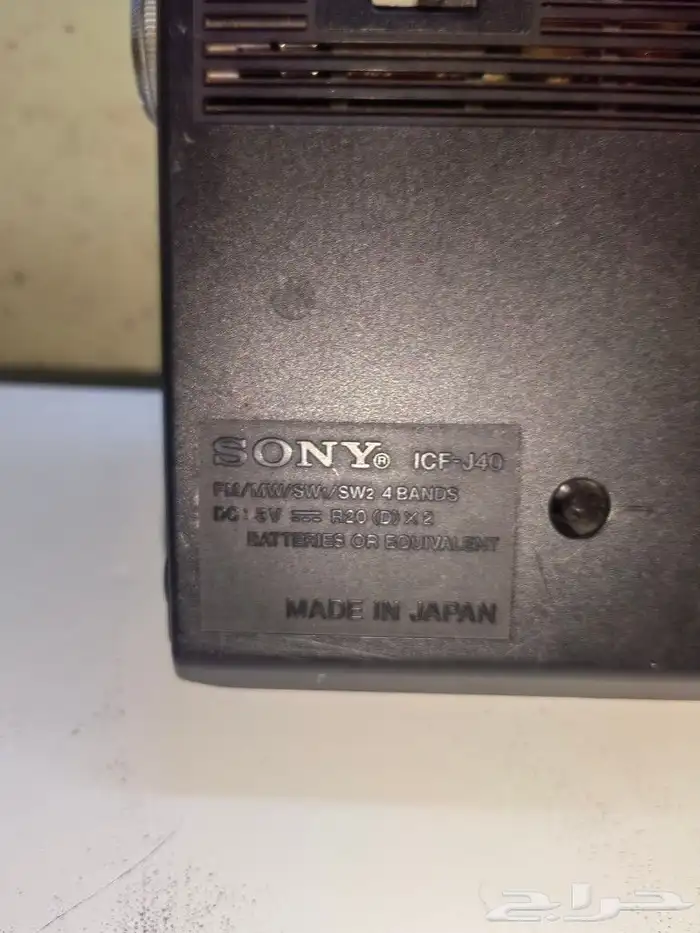 SONY® ICF-J40
FM/MW/SW1/SW2 4 BANDS
DC: 3V R20 (D) × 2
BATTERIES OR EQUIVALENT
MADE IN JAPAN
حراج